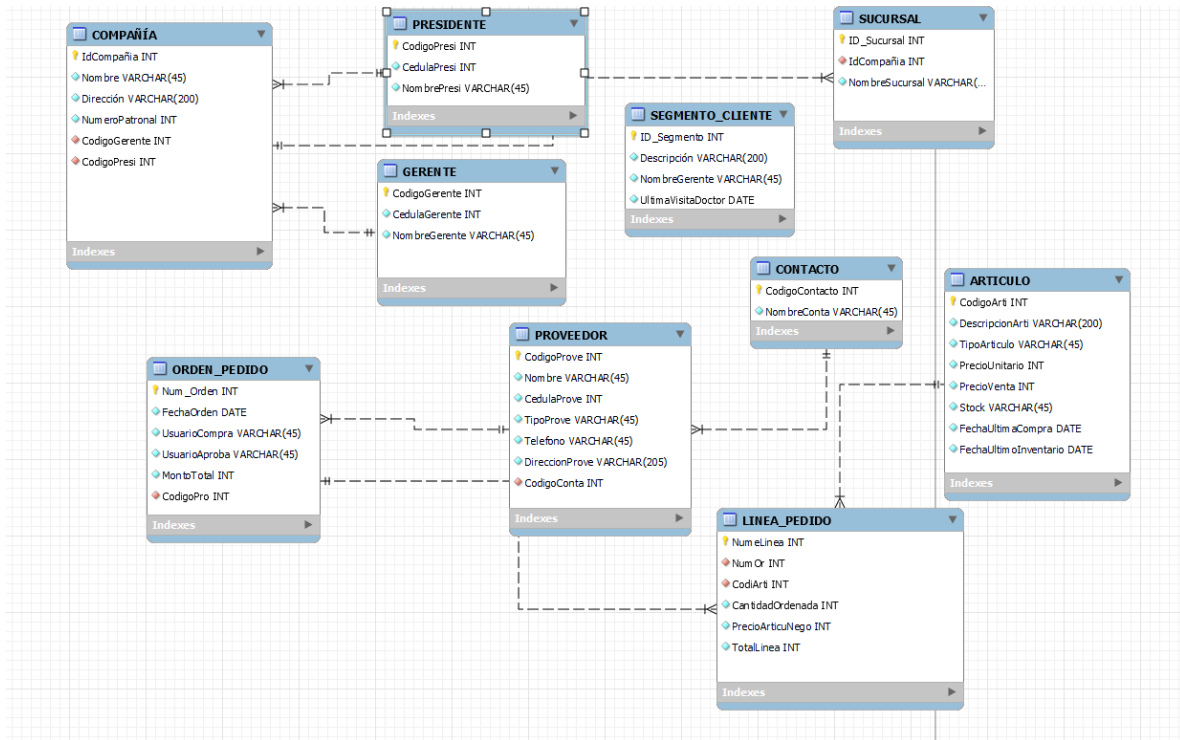 COMPAÑÍA
IdCompañia INT
Nombre VARCHAR(45)
Dirección VARCHAR(200)
NumeroPatronal INT
CodigoGerente INT
CodigoPresi INT
Indexes
PRESIDENTE
CodigoPresi INT
CedulaPresi INT
NombrePresi VARCHAR(45)
Indexes
SUCURSAL
ID_Sucursal INT
IdCompañia INT
NombreSucursal VARCHAR(...
Indexes
SEGMENTO_CLIENTE
ID_Segmento INT
Descripción VARCHAR(200)
NombreGerente VARCHAR(45)
UltimaVisitaDoctor DATE
Indexes
GERENTE
CodigoGerente INT
CedulaGerente INT
NombreGerente VARCHAR(45)
Indexes
CONTACTO
CodigoContacto INT
NombreConta VARCHAR(45)
Indexes
ARTICULO
CodigoArti INT
DescripcionArti VARCHAR(200)
TipoArticulo VARCHAR(45)
PrecioUnitario INT
PrecioVenta INT
Stock VARCHAR(45)
FechaUltimaCompra DATE
FechaUltimoInventario DATE
Indexes
PROVEEDOR
CodigoProve INT
Nombre VARCHAR(45)
CedulaProve INT
TipoProve VARCHAR(45)
Telefono VARCHAR(45)
DireccionProve VARCHAR(205)
CodigoConta INT
Indexes
ORDEN_PEDIDO
Num_Orden INT
FechaOrden DATE
UsuarioCompra VARCHAR(45)
UsuarioAproba VARCHAR(45)
MontoTotal INT
CodigoPro INT
Indexes
LINEA_PEDIDO
NumeLinea INT
NumOr INT
CodiArti INT
CantidadOrdenada INT
PrecioArticuNego INT
TotalLinea INT
Indexes